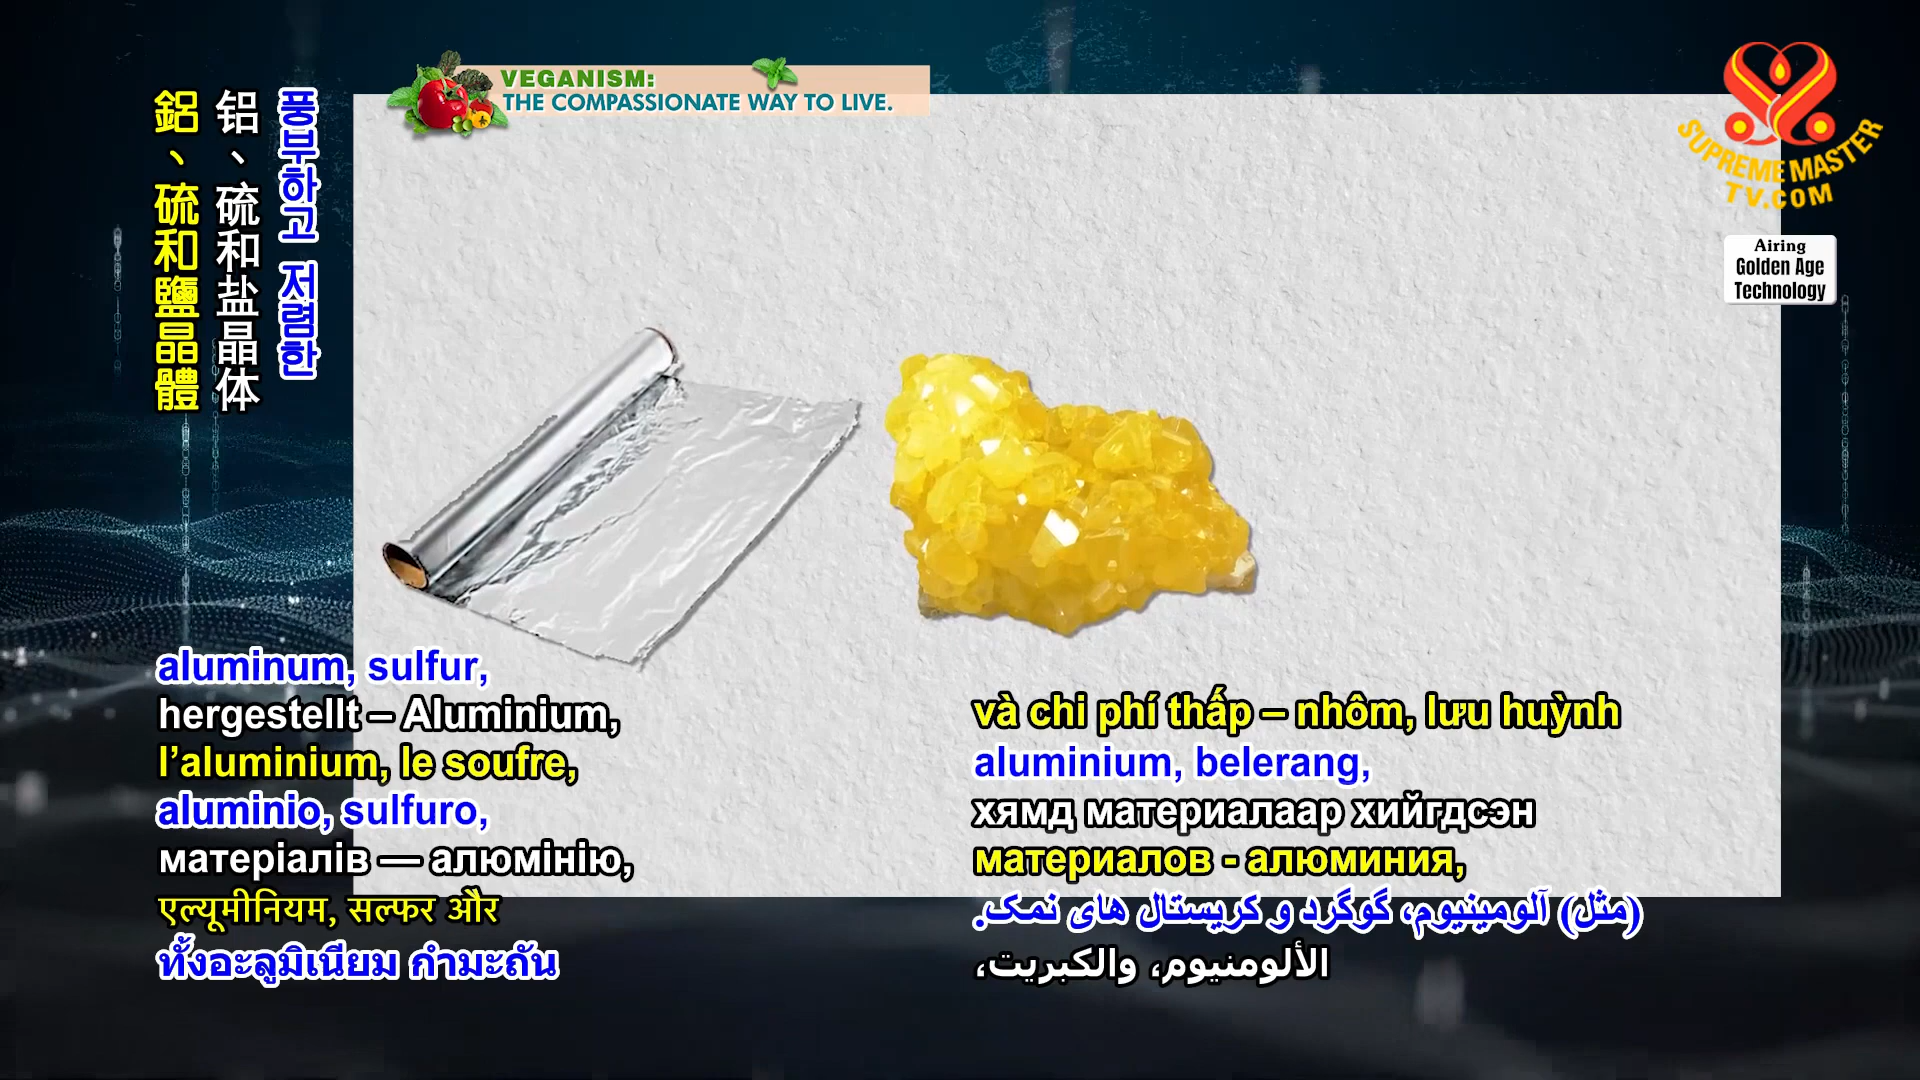 VEGANISM:
THE COMPASSIONATE WAY TO LIVE.
SUPREME MASTER
TV.COM
Airing
Golden Age
Technology
鋁、硫和鹽晶體
铝、硫和盐晶体
풍부하고 저렴한
aluminum, sulfur,
hergestellt – Aluminium,
l’aluminium, le soufre,
aluminio, sulfuro,
матеріалів — алюмінію,
एल्यूमीनियम, सल्फर और
ทั้งอะลูมิเนียม กำมะถัน
và chi phí thấp – nhôm, lưu huỳnh
aluminium, belerang,
хямд материалаар хийгдсэн
материалов - алюминия,
(مثل) آلومینیوم، گوگرد و کریستال های نمک.
الألومنيوم، والكبريت،